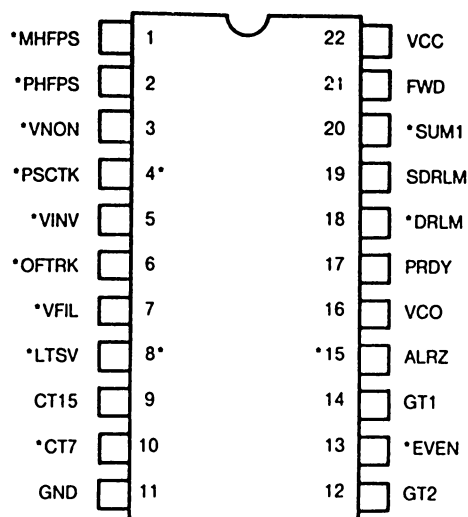 *MHFPS 1 22 VCC
*PHFPS 2 21 FWD
*VNON 3 20 *SUM1
*PSCTK 4* 19 SDRLM
*VINV 5 18 *DRLM
*OFTRK 6 17 PRDY
*VFIL 7 16 VCO
*LTSV 8* *15 ALRZ
CT15 9 14 GT1
*CT7 10 13 *EVEN
GND 11 12 GT2